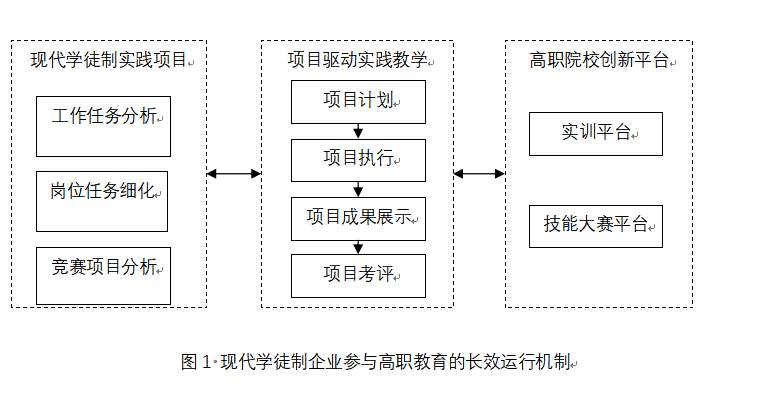 现代学徒制实践项目
工作任务分析
岗位任务细化
竞赛项目分析
项目驱动实践教学
项目计划
项目执行
项目成果展示
项目考评
高职院校创新平台
实训平台
技能大赛平台
图 1 现代学徒制企业参与高职教育的长效运行机制